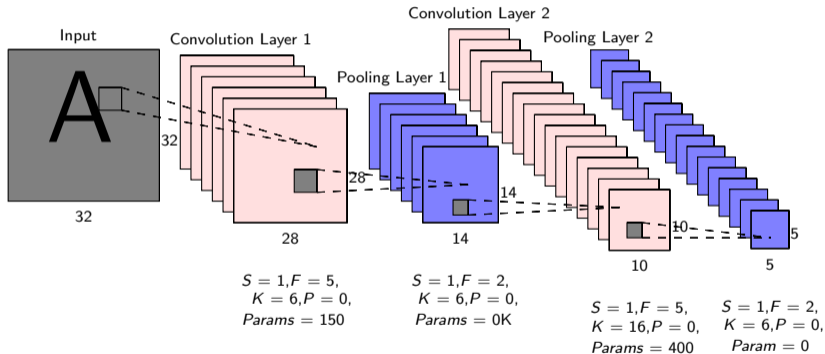 Input
A
32
32
Convolution Layer 1
28
28
S = 1,F = 5,
K = 6,P = 0,
Params = 150
Pooling Layer 1
14
14
S = 1,F = 2,
K = 6,P = 0,
Params = 0K
Convolution Layer 2
10
10
S = 1,F = 5,
K = 16,P = 0,
Params = 400
Pooling Layer 2
5
5
S = 1,F = 2,
K = 6,P = 0,
Param = 0